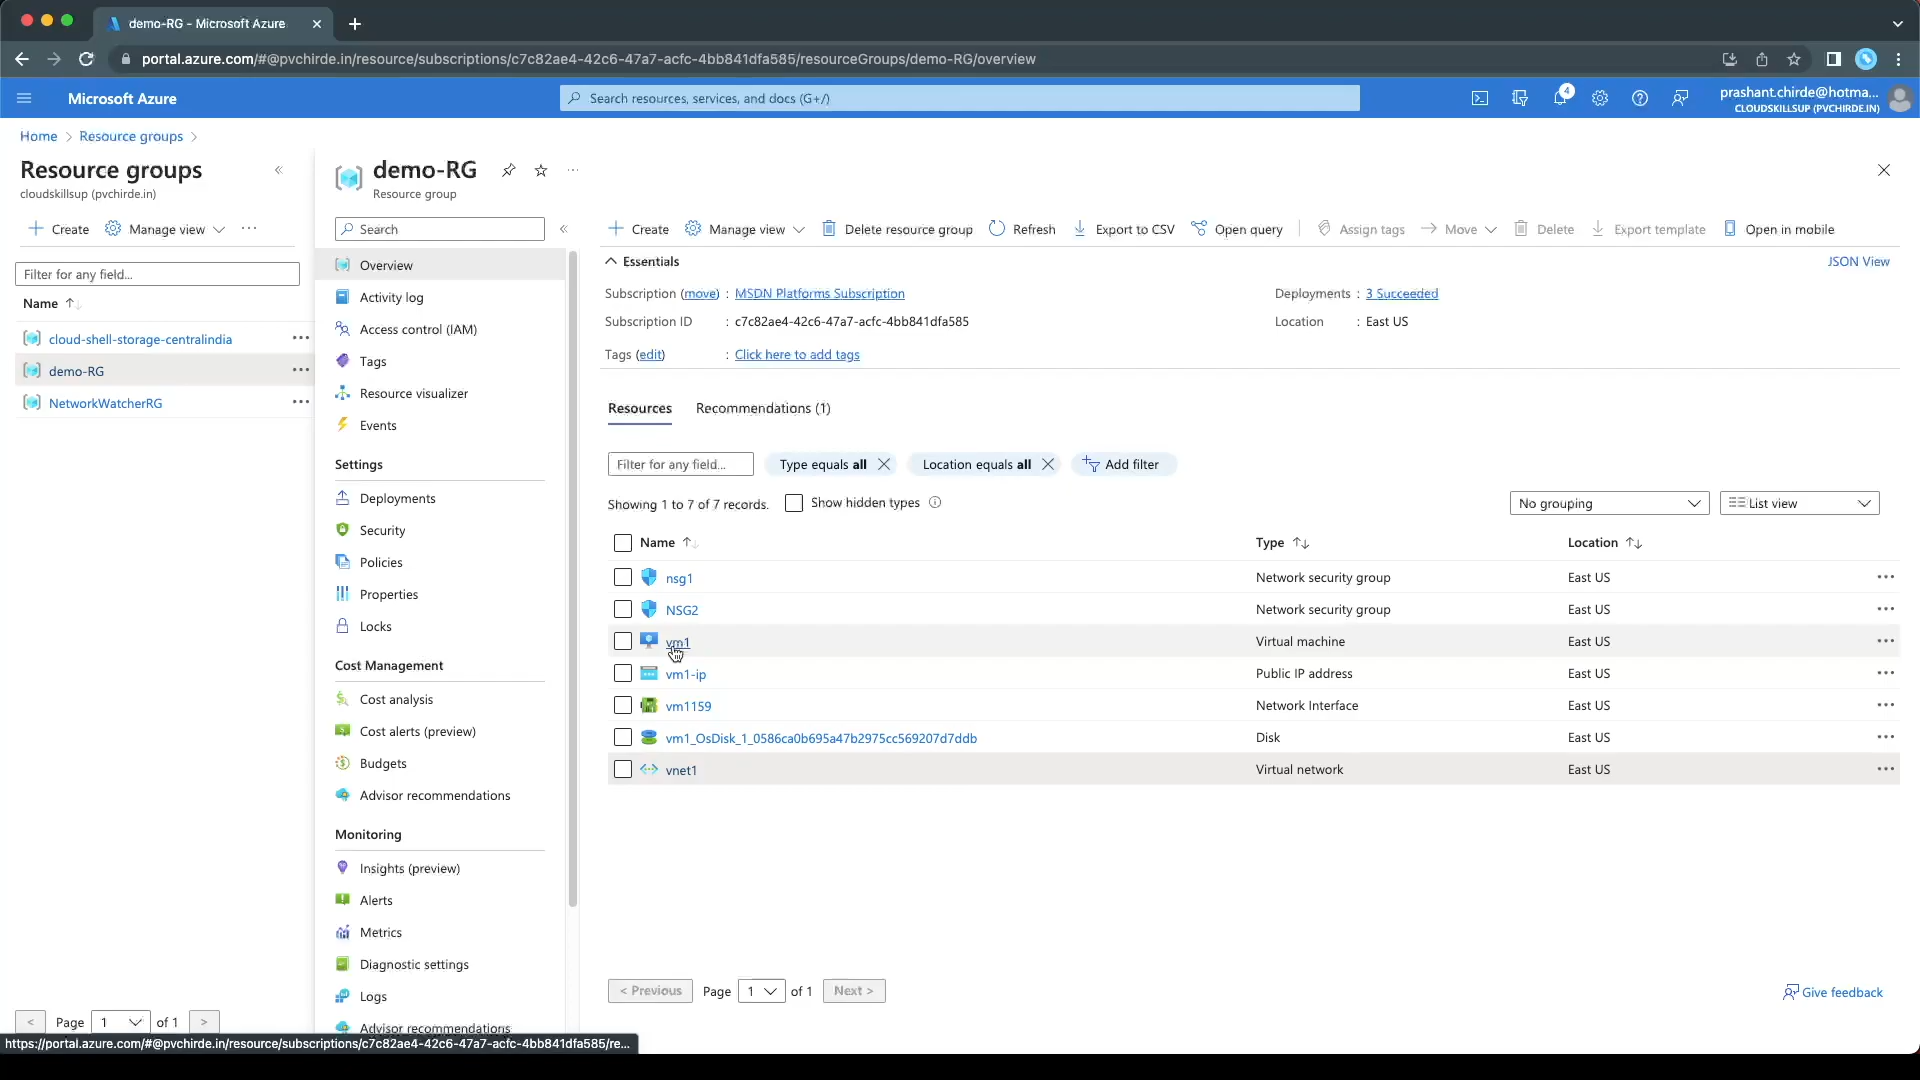 demo-RG - Microsoft Azure
portal.azure.com/#@pvchirde.in/resource/subscriptions/c7c82ae4-42c6-47a7-acfc-4bb841dfa585/resourceGroups/demo-RG/overview
Microsoft Azure
Search resources, services, and docs (G+/)
4
prashant.chirde@hotma...
CLOUDSKILLSUP (PVCHIRDE.IN)
Home > Resource groups >
Resource groups
cloudskillsup (pvchirde.in)
Create
Manage view
Filter for any field...
Name
cloud-shell-storage-centralindia
demo-RG
NetworkWatcherRG
< Page 1 of 1 >
demo-RG
Resource group
Search
Overview
Activity log
Access control (IAM)
Tags
Resource visualizer
Events
Settings
Deployments
Security
Policies
Properties
Locks
Cost Management
Cost analysis
Cost alerts (preview)
Budgets
Advisor recommendations
Monitoring
Insights (preview)
Alerts
Metrics
Diagnostic settings
Logs
Advisor recommendations
Create Manage view Delete resource group Refresh Export to CSV Open query Assign tags Move Delete Export template Open in mobile
Essentials
JSON View
Subscription (move) : MSDN Platforms Subscription
Deployments : 3 Succeeded
Subscription ID : c7c82ae4-42c6-47a7-acfc-4bb841dfa585
Location : East US
Tags (edit) : Click here to add tags
Resources Recommendations (1)
Filter for any field... Type equals all Location equals all Add filter
Showing 1 to 7 of 7 records. Show hidden types
No grouping List view
Name Type Location
nsg1 Network security group East US
NSG2 Network security group East US
vm1 Virtual machine East US
vm1-ip Public IP address East US
vm1159 Network Interface East US
vm1_OsDisk_1_0586ca0b695a47b2975cc569207d7ddb Disk East US
vnet1 Virtual network East US
< Previous Page 1 of 1 Next >
Give feedback
https://portal.azure.com/#@pvchirde.in/resource/subscriptions/c7c82ae4-42c6-47a7-acfc-4bb841dfa585/re...